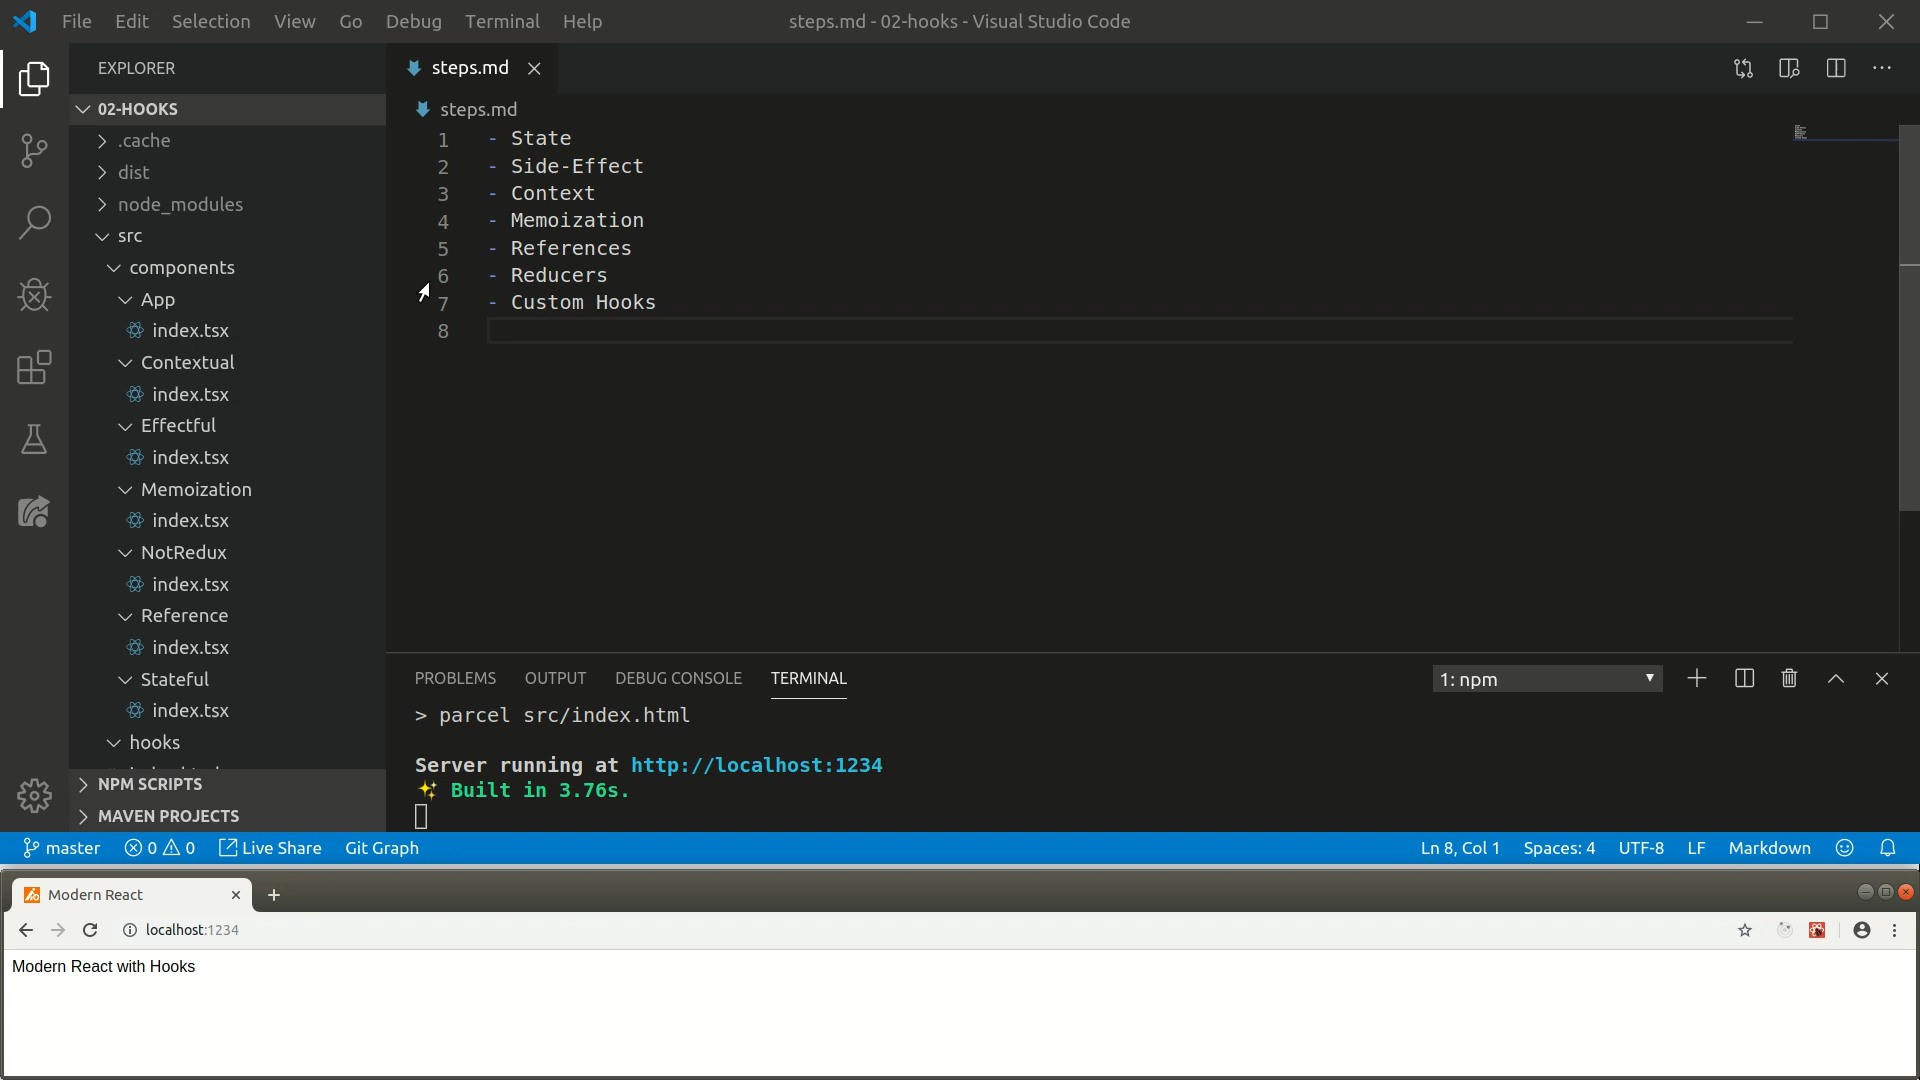 File Edit Selection View Go Debug Terminal Help
steps.md - 02-hooks - Visual Studio Code
EXPLORER
02-HOOKS
.cache
dist
node_modules
src
components
App
index.tsx
Contextual
index.tsx
Effectful
index.tsx
Memoization
index.tsx
NotRedux
index.tsx
Reference
index.tsx
Stateful
index.tsx
hooks
NPM SCRIPTS
MAVEN PROJECTS
steps.md
steps.md
1 - State
2 - Side-Effect
3 - Context
4 - Memoization
5 - References
6 - Reducers
7 - Custom Hooks
8
PROBLEMS OUTPUT DEBUG CONSOLE TERMINAL
1: npm
> parcel src/index.html
Server running at http://localhost:1234
✨ Built in 3.76s.
master 0 0 Live Share Git Graph
Ln 8, Col 1 Spaces: 4 UTF-8 LF Markdown
Modern React
localhost:1234
Modern React with Hooks